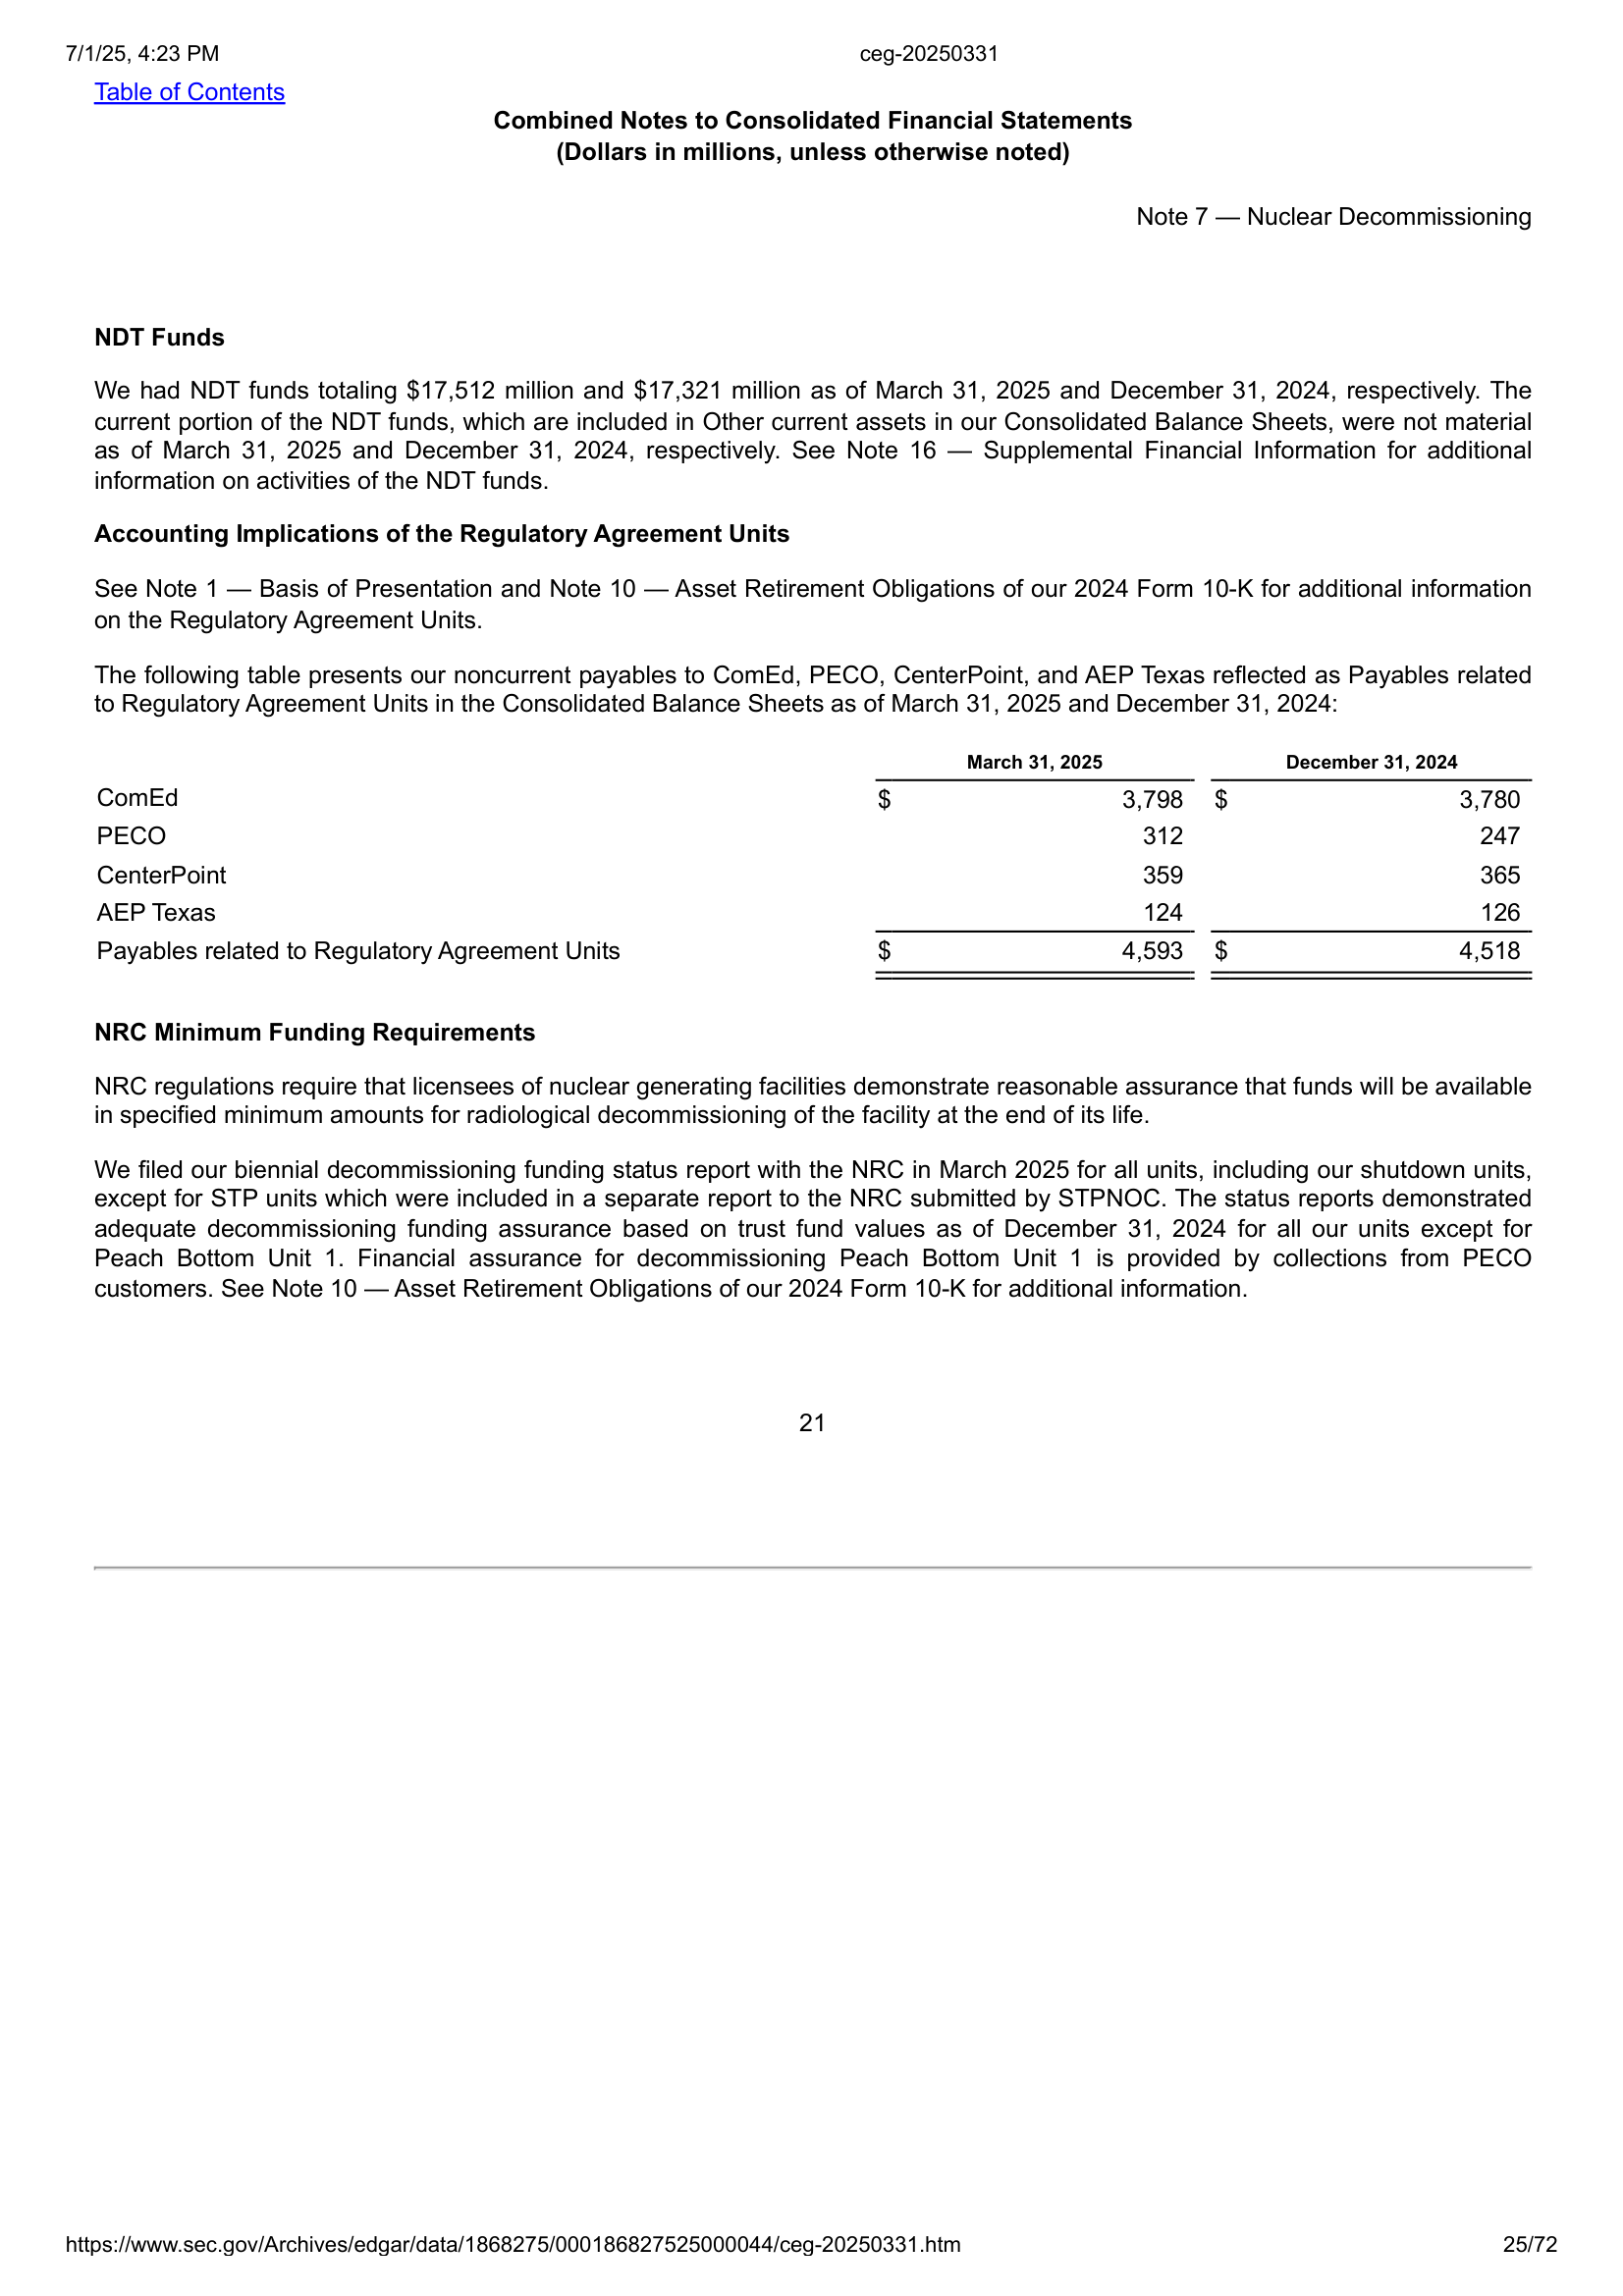 7/1/25, 4:23 PM ceg-20250331
Table of Contents
Combined Notes to Consolidated Financial Statements
(Dollars in millions, unless otherwise noted)
Note 7 — Nuclear Decommissioning
NDT Funds
We had NDT funds totaling $17,512 million and $17,321 million as of March 31, 2025 and December 31, 2024, respectively. The
current portion of the NDT funds, which are included in Other current assets in our Consolidated Balance Sheets, were not material
as of March 31, 2025 and December 31, 2024, respectively. See Note 16 — Supplemental Financial Information for additional
information on activities of the NDT funds.
Accounting Implications of the Regulatory Agreement Units
See Note 1 — Basis of Presentation and Note 10 — Asset Retirement Obligations of our 2024 Form 10-K for additional information
on the Regulatory Agreement Units.
The following table presents our noncurrent payables to ComEd, PECO, CenterPoint, and AEP Texas reflected as Payables related
to Regulatory Agreement Units in the Consolidated Balance Sheets as of March 31, 2025 and December 31, 2024:
March 31, 2025 December 31, 2024
ComEd $ 3,798 $ 3,780
PECO 312 247
CenterPoint 359 365
AEP Texas 124 126
Payables related to Regulatory Agreement Units $ 4,593 $ 4,518
NRC Minimum Funding Requirements
NRC regulations require that licensees of nuclear generating facilities demonstrate reasonable assurance that funds will be available
in specified minimum amounts for radiological decommissioning of the facility at the end of its life.
We filed our biennial decommissioning funding status report with the NRC in March 2025 for all units, including our shutdown units,
except for STP units which were included in a separate report to the NRC submitted by STPNOC. The status reports demonstrated
adequate decommissioning funding assurance based on trust fund values as of December 31, 2024 for all our units except for
Peach Bottom Unit 1. Financial assurance for decommissioning Peach Bottom Unit 1 is provided by collections from PECO
customers. See Note 10 — Asset Retirement Obligations of our 2024 Form 10-K for additional information.
21
https://www.sec.gov/Archives/edgar/data/1868275/000186827525000044/ceg-20250331.htm 25/72